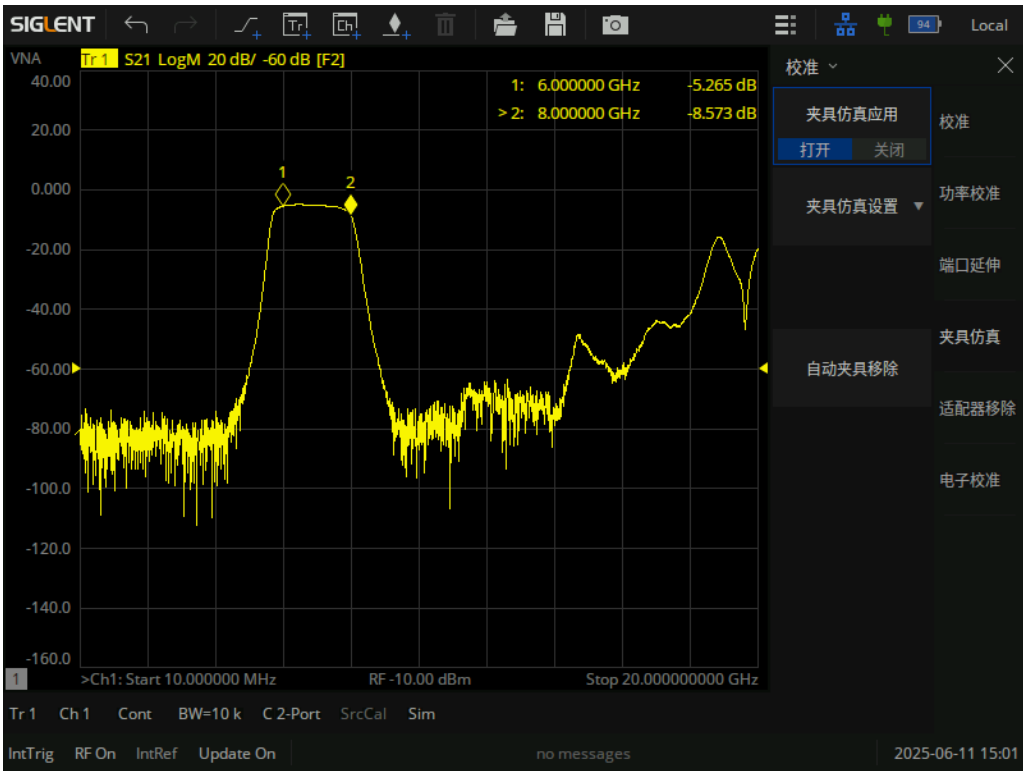 SIGLENT Tr Ch 94 Local
VNA Tr 1 S21 LogM 20 dB/ -60 dB [F2]
校准
40.00
1: 6.000000 GHz -5.265 dB
> 2: 8.000000 GHz -8.573 dB
夹具仿真应用
打开 关闭
校准
20.00
1
2
0.000
夹具仿真设置
功率校准
-20.00
端口延伸
-40.00
夹具仿真
-60.00
自动夹具移除
适配器移除
-80.00
电子校准
-100.0
-120.0
-140.0
-160.0
1 >Ch1: Start 10.000000 MHz RF -10.00 dBm Stop 20.000000000 GHz
Tr 1 Ch 1 Cont BW=10 k C 2-Port SrcCal Sim
IntTrig RF On IntRef Update On no messages 2025-06-11 15:01